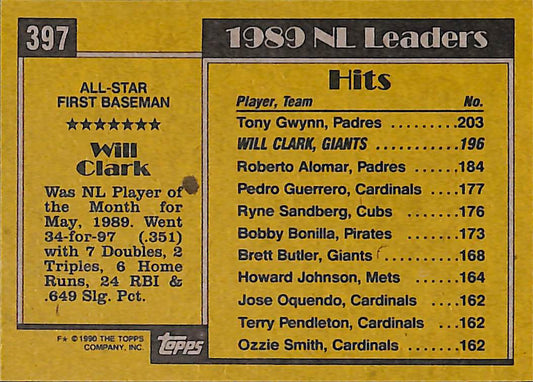 397
ALL-STAR
FIRST BASEMAN
★★★★★★★
Will
Clark
Was NL Player of
the Month for
May, 1989. Went
34-for-97 (.351)
with 7 Doubles, 2
Triples, 6 Home
Runs, 24 RBI &
.649 Slg. Pct.
F★ ©1990 THE TOPPS
COMPANY, INC.
Topps
1989 NL Leaders
Hits
Player, Team No.
Tony Gwynn, Padres .........203
WILL CLARK, GIANTS ..........196
Roberto Alomar, Padres ......184
Pedro Guerrero, Cardinals ....177
Ryne Sandberg, Cubs ........176
Bobby Bonilla, Pirates ........173
Brett Butler, Giants ...........168
Howard Johnson, Mets ......164
Jose Oquendo, Cardinals ....162
Terry Pendleton, Cardinals ...162
Ozzie Smith, Cardinals .......162